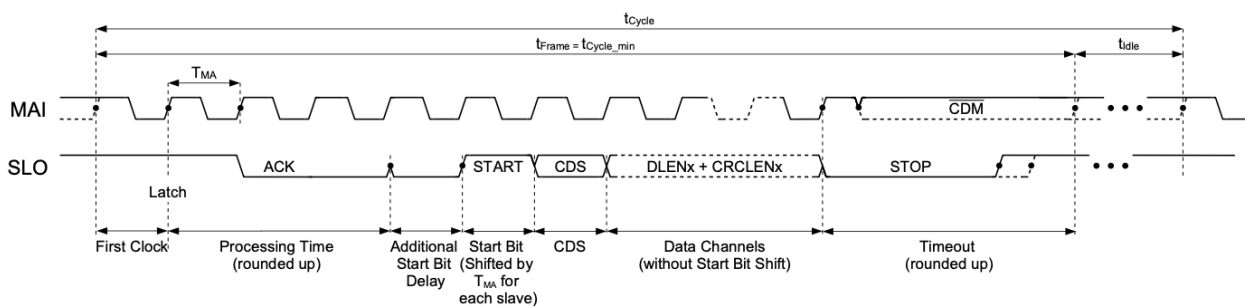 tCycle
tFrame = tCycle_min
tIdle
TMA
MAI
CDM
SLO
ACK
START
CDS
DLENx + CRCLENx
STOP
Latch
First Clock
Processing Time
(rounded up)
Additional
Start Bit
Delay
Start Bit
(Shifted by
TMA for
each slave)
CDS
Data Channels
(without Start Bit Shift)
Timeout
(rounded up)